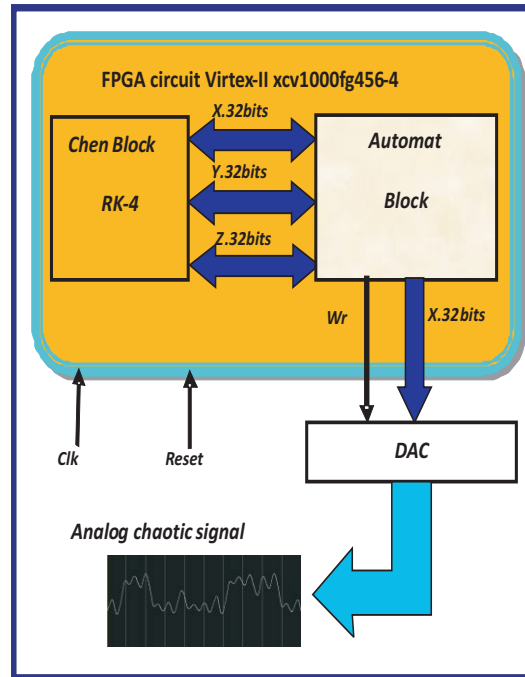 FPGA circuit Virtex-II xcv1000fg456-4
X.32bits
Chen Block
Automat
Y.32bits
RK-4
Block
Z.32bits
Wr
X.32bits
Clk
Reset
DAC
Analog chaotic signal